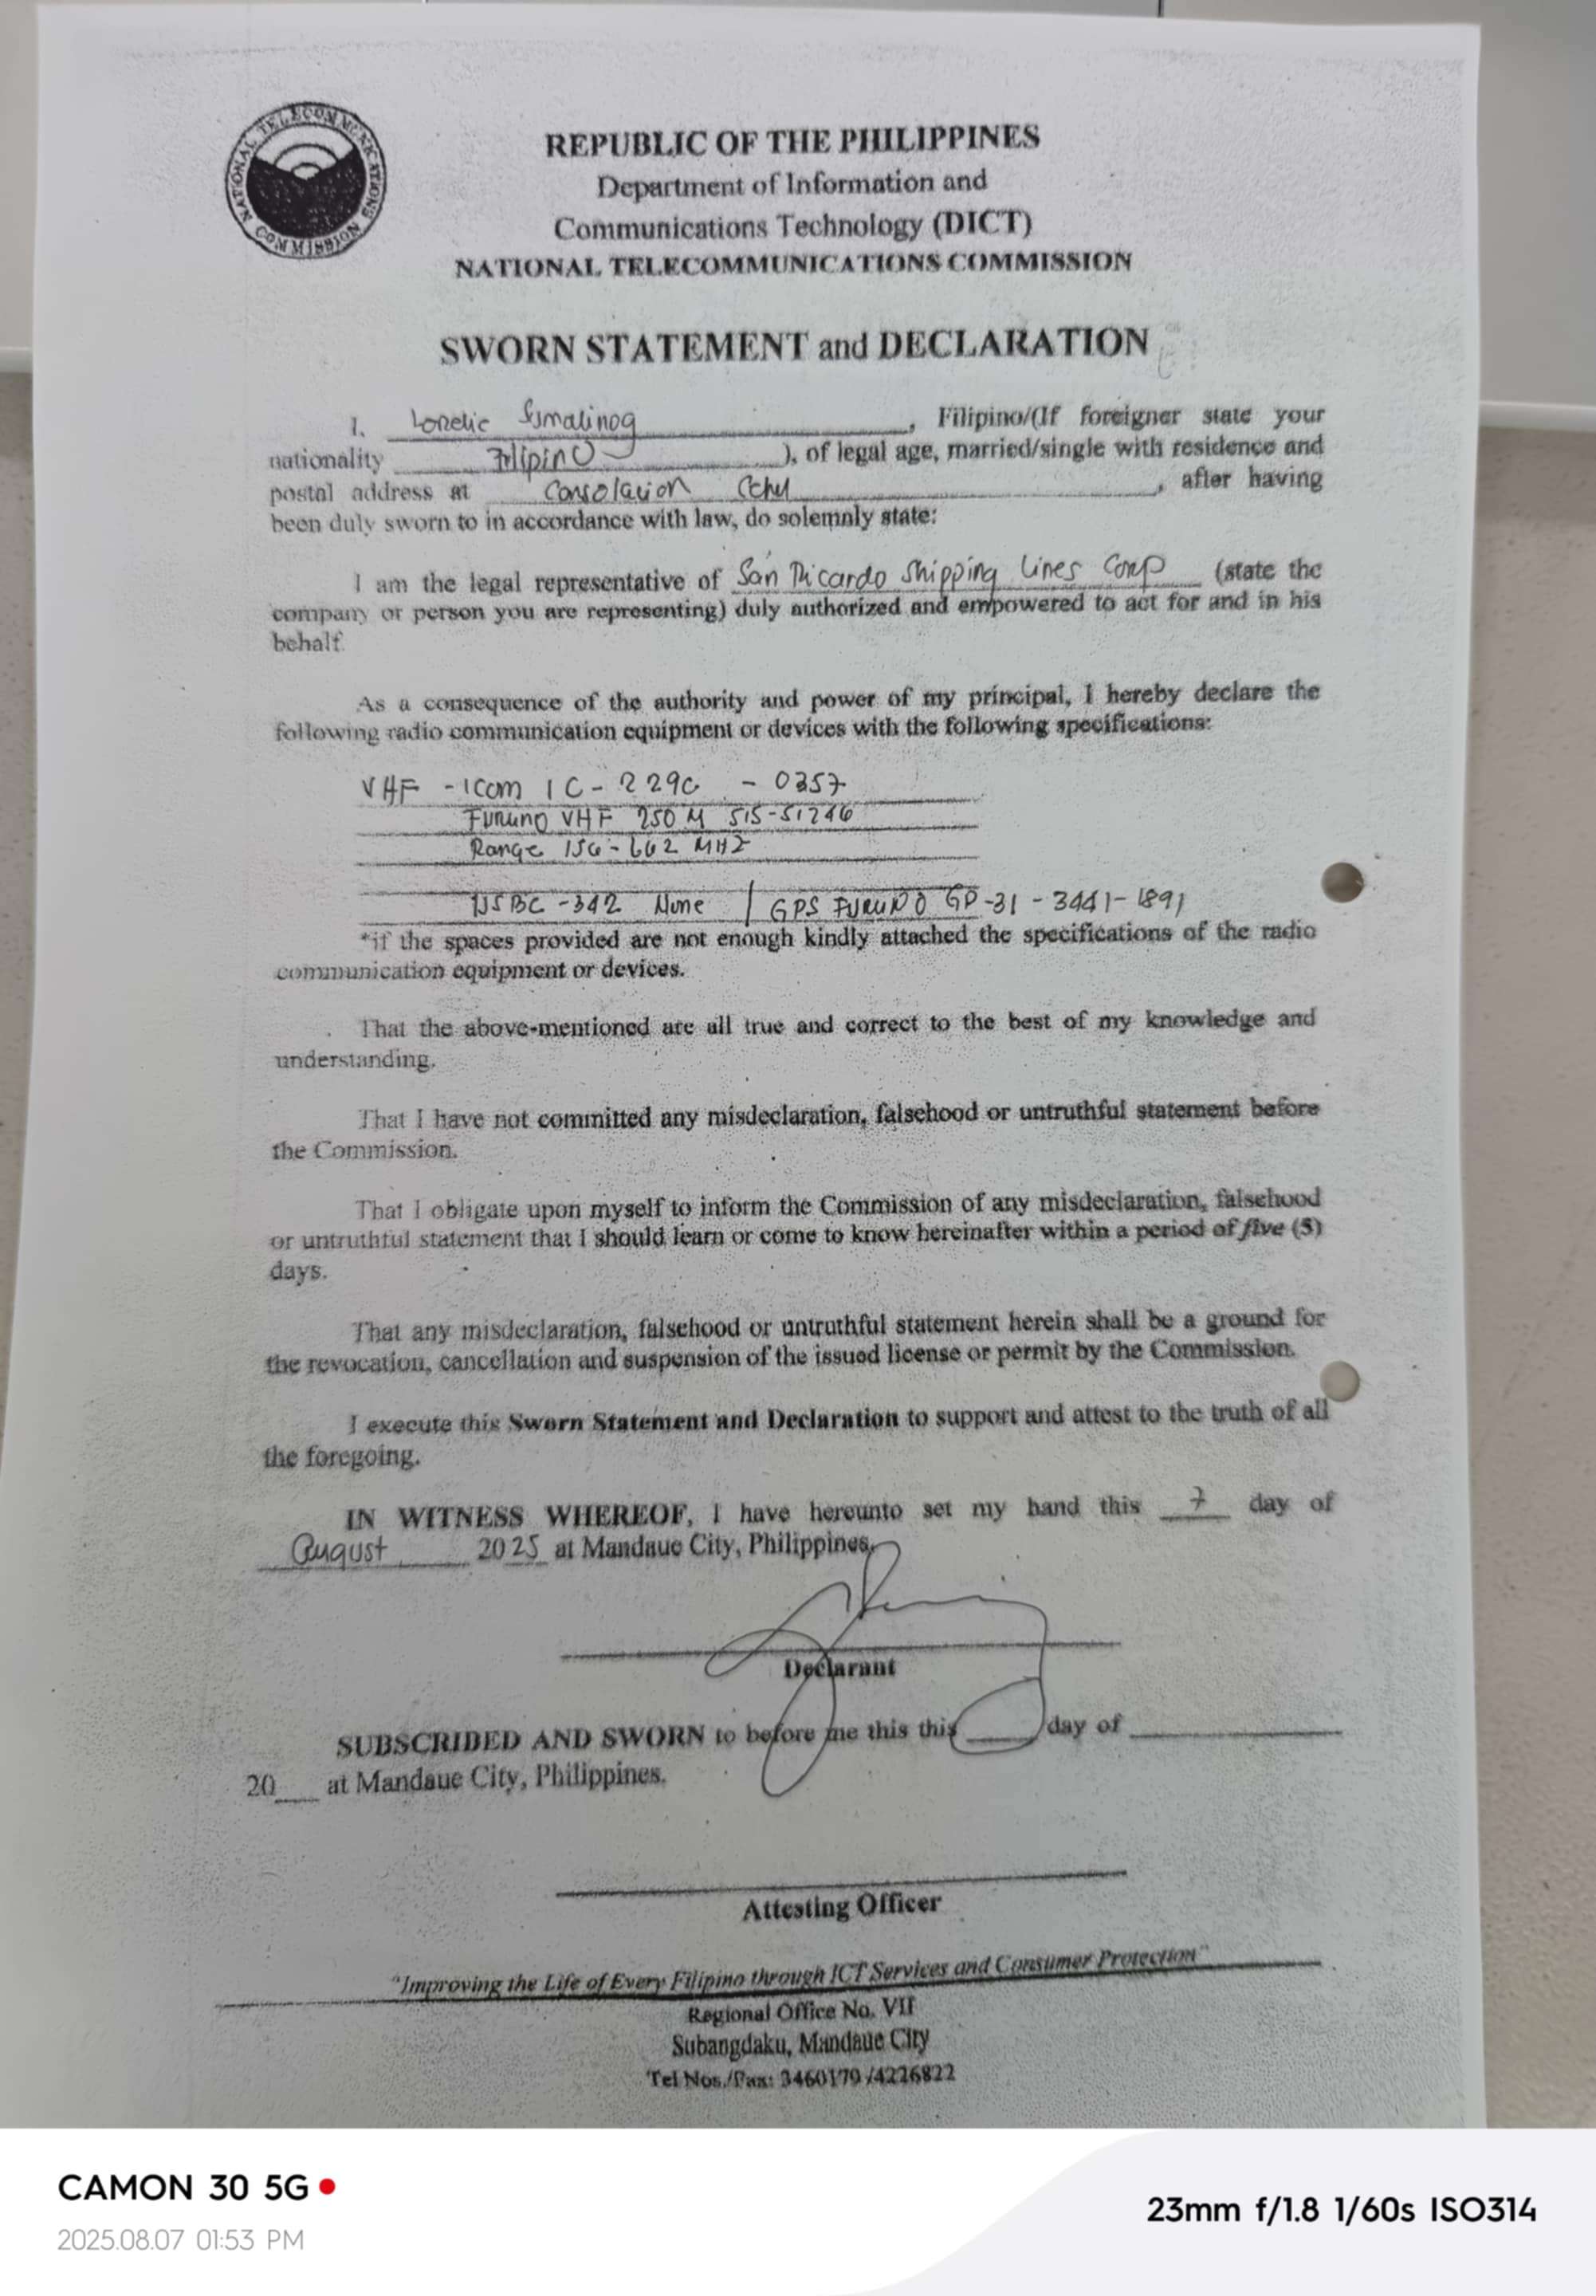 NATIONAL TELECOMMUNICATIONS COMMISSION
REPUBLIC OF THE PHILIPPINES
Department of Information and
Communications Technology (DICT)
NATIONAL TELECOMMUNICATIONS COMMISSION
SWORN STATEMENT and DECLARATION
I, Lorelie Sumalinog, Filipino/(If foreigner state your
nationality Filipino), of legal age, married/single with residence and
postal address at Consolacion Cebu, after having
been duly sworn to in accordance with law, do solemnly state:
I am the legal representative of San Ricardo Shipping Lines Corp (state the
company or person you are representing) duly authorized and empowered to act for and in his
behalf.
As a consequence of the authority and power of my principal, I hereby declare the
following radio communication equipment or devices with the following specifications:
VHF - Icom IC-229C - 0357
Furuno VHF 250 M 515-51246
Range 156-662 MHZ
-342 None / GPS FURUNO GP-31 - 3441-1891
*if the spaces provided are not enough kindly attached the specifications of the radio
communication equipment or devices.
That the above-mentioned are all true and correct to the best of my knowledge and
understanding.
That I have not committed any misdeclaration, falsehood or untruthful statement before
the Commission.
That I obligate upon myself to inform the Commission of any misdeclaration, falsehood
or untruthful statement that I should learn or come to know hereinafter within a period of five (5)
days.
That any misdeclaration, falsehood or untruthful statement herein shall be a ground for
the revocation, cancellation and suspension of the issued license or permit by the Commission.
I execute this Sworn Statement and Declaration to support and attest to the truth of all
the foregoing.
IN WITNESS WHEREOF, I have hereunto set my hand this 7 day of
August 2025 at Mandaue City, Philippines.
Declarant
SUBSCRIBED AND SWORN to before me this this ___ day of ___
20___ at Mandaue City, Philippines.
Attesting Officer
"Improving the Life of Every Filipino through ICT Services and Consumer Protection"
Regional Office No. VII
Subangdaku, Mandaue City
Tel Nos./Fax: 3460179 /4226822
CAMON 30 5G
2025.08.07 01:53 PM
23mm f/1.8 1/60s ISO314